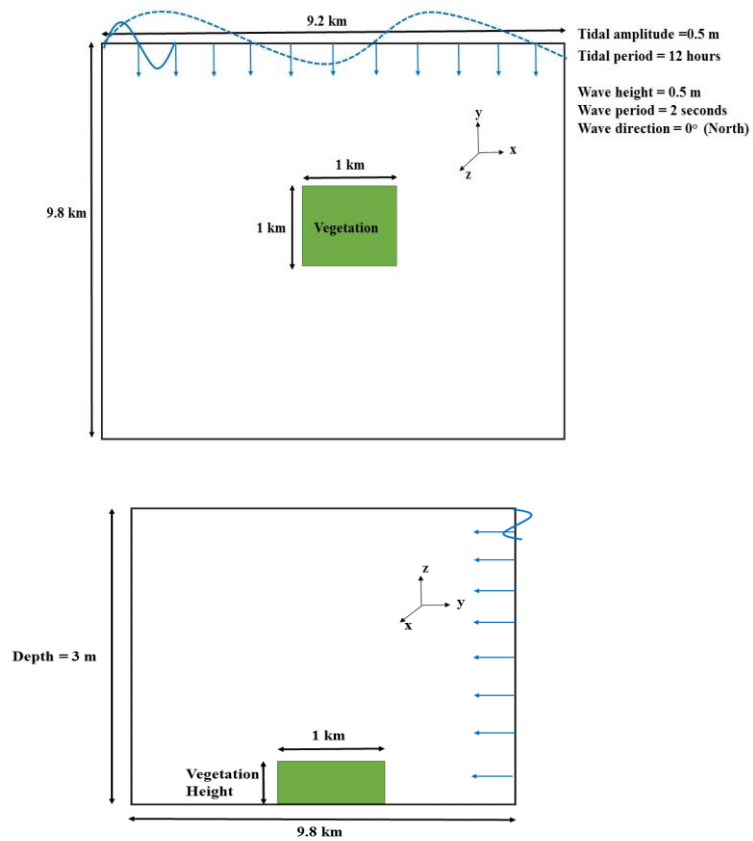 9.2 km
Tidal amplitude =0.5 m
Tidal period = 12 hours
Wave height = 0.5 m
Wave period = 2 seconds
Wave direction = 0° (North)
y
x
z
1 km
9.8 km
1 km
Vegetation
z
y
x
Depth = 3 m
1 km
Vegetation
Height
9.8 km